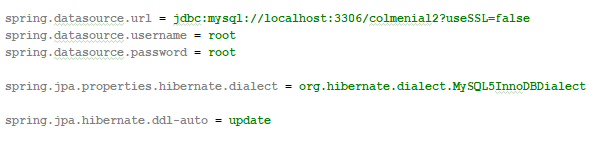 spring.datasource.url = jdbc:mysql://localhost:3306/colmenial2?useSSL=false
spring.datasource.username = root
spring.datasource.password = root
spring.jpa.properties.hibernate.dialect = org.hibernate.dialect.MySQL5InnoDBDialect
spring.jpa.hibernate.ddl-auto = update